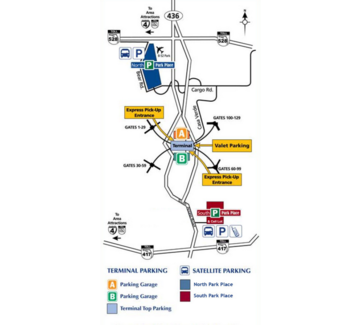 To
Area
Attractions
436
528
528
North P Park Place
Bear Rd.
Cargo Rd.
Express Pick-Up
Entrance
GATES 100-129
GATES 1-29
A
Terminal
Valet Parking
B
GATES 30-59
GATES 60-99
Express Pick-Up
Entrance
South P Park Place
To
Area
Attractions
417
417
TERMINAL PARKING
SATELLITE PARKING
A Parking Garage
North Park Place
B Parking Garage
South Park Place
Terminal Top Parking